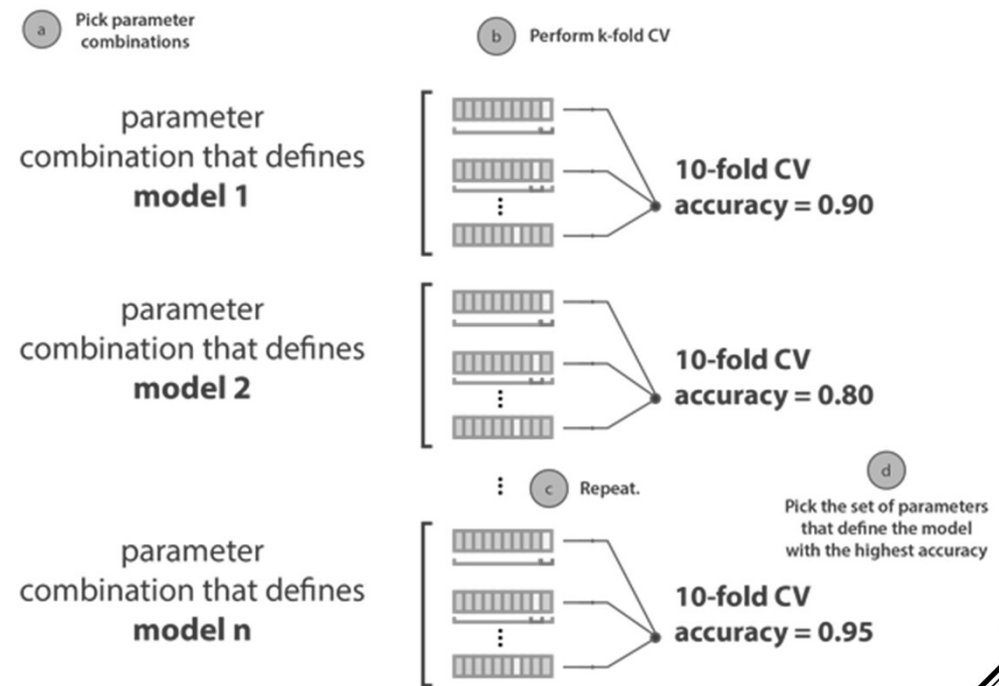 a
Pick parameter
combinations
b
Perform k-fold CV
parameter
combination that defines
model 1
10-fold CV
accuracy = 0.90
parameter
combination that defines
model 2
10-fold CV
accuracy = 0.80
c
Repeat.
d
Pick the set of parameters
that define the model
with the highest accuracy
parameter
combination that defines
model n
10-fold CV
accuracy = 0.95